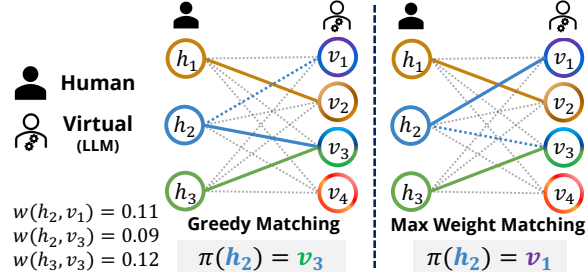 Human
Virtual
(LLM)
w(h₂, v₁) = 0.11
w(h₂, v₃) = 0.09
w(h₃, v₃) = 0.12
h₁
h₂
h₃
v₁
v₂
v₃
v₄
Greedy Matching
π(h₂) = v₃
h₁
h₂
h₃
v₁
v₂
v₃
v₄
Max Weight Matching
π(h₂) = v₁